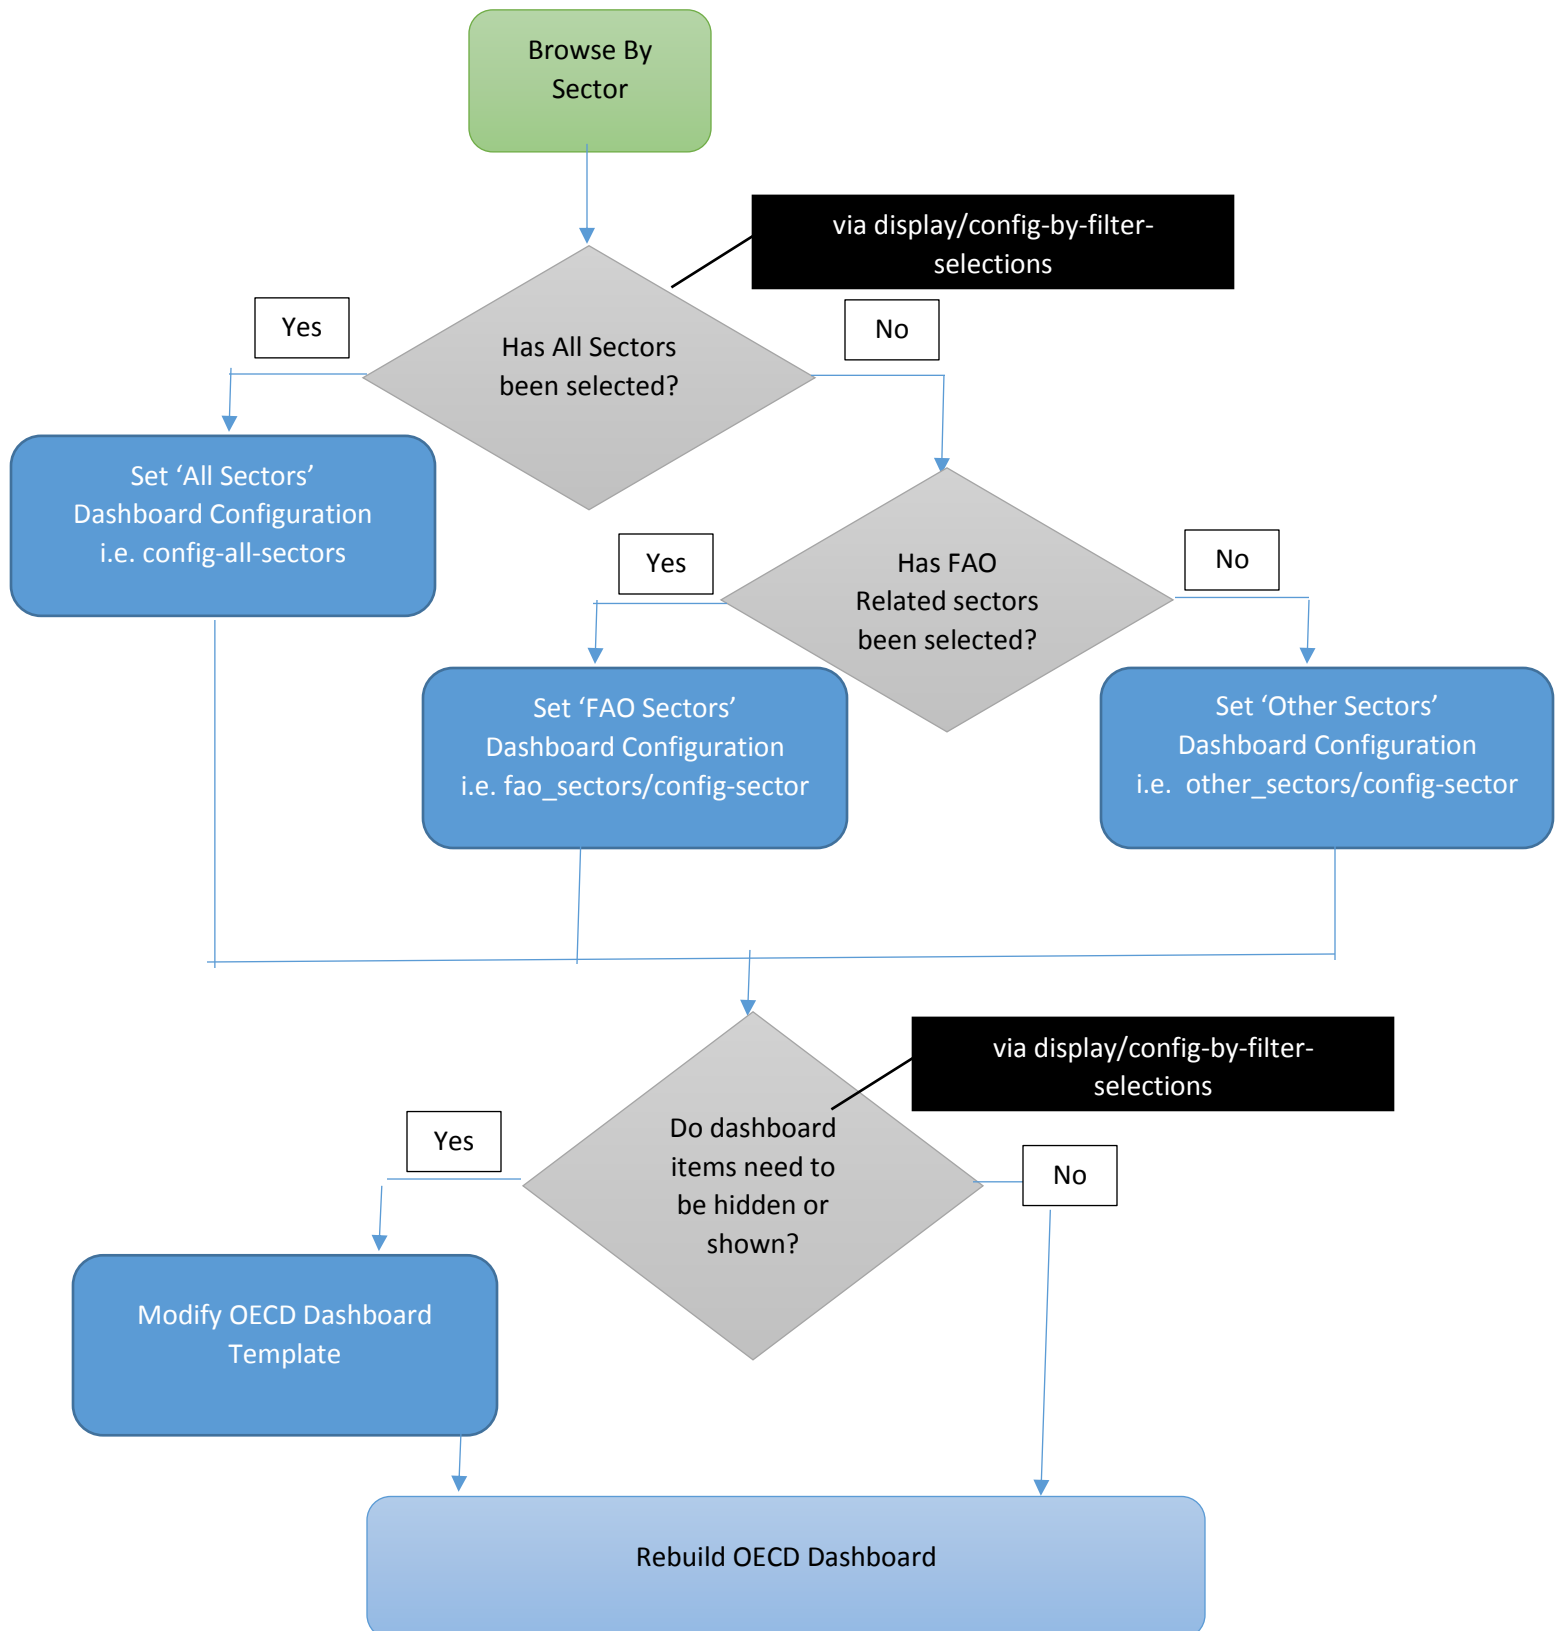 Browse By
Sector
via display/config-by-filter-
selections
Yes
No
Has All Sectors
been selected?
Set ‘All Sectors’
Dashboard Configuration
i.e. config-all-sectors
Yes
No
Has FAO
Related sectors
been selected?
Set ‘FAO Sectors’
Dashboard Configuration
i.e. fao_sectors/config-sector
Set ‘Other Sectors’
Dashboard Configuration
i.e.  other_sectors/config-sector
via display/config-by-filter-
selections
Yes
No
Do dashboard
items need to
be hidden or
shown?
Modify OECD Dashboard
Template
Rebuild OECD Dashboard